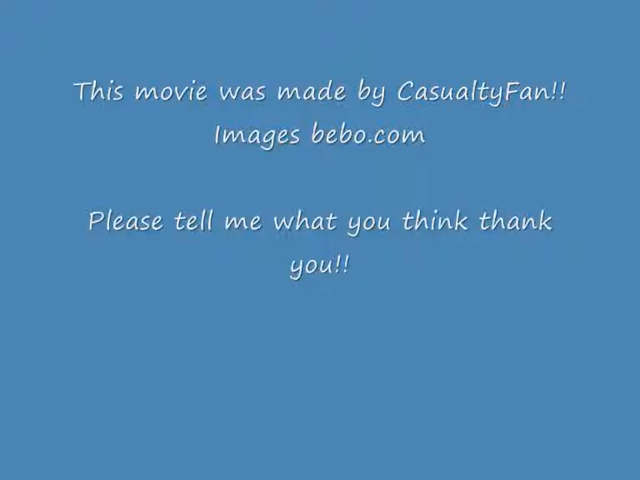 This movie was made by CasualtyFan!!
Images bebo.com
Please tell me what you think thank
you!!